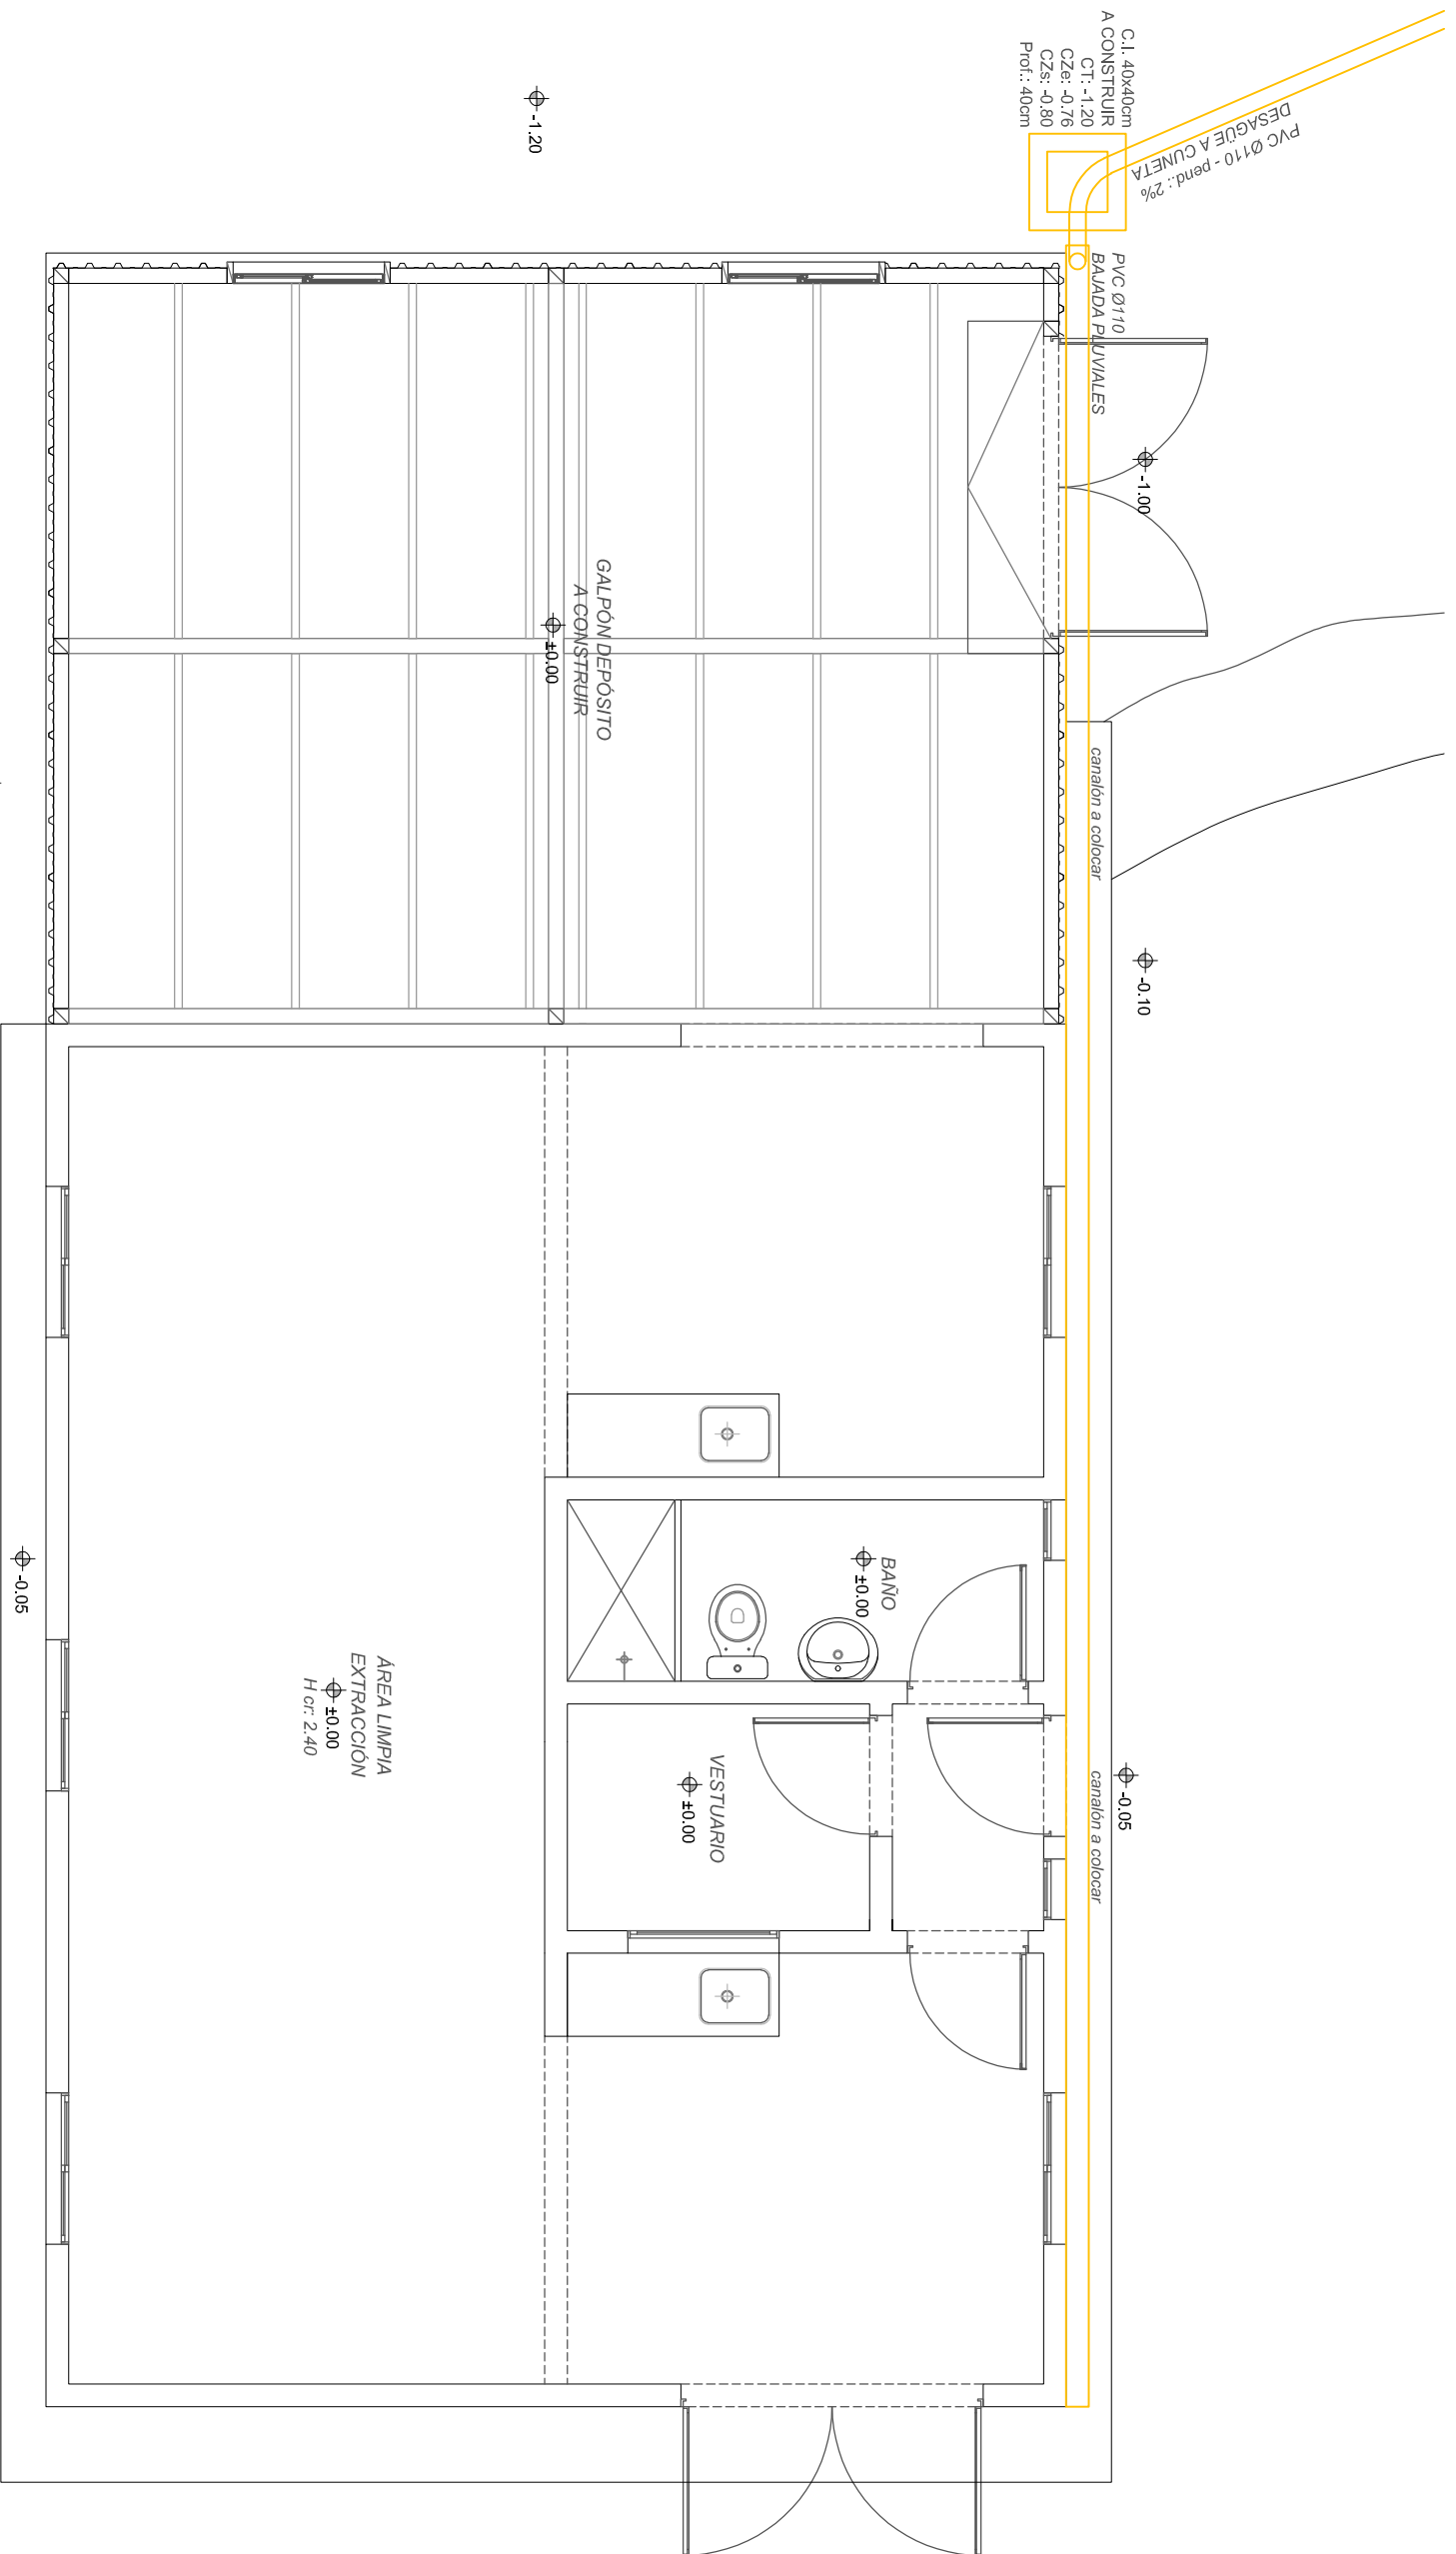 C.I. 40x40cm
A CONSTRUIR
CT: -1.20
CZe: -0.76
CZs: -0.80
Prof.: 40cm
PVC Ø110 - pend.: 2%
DESAGÜE A CUNETA
-1.20
PVC Ø110
BAJADA PLUVIALES
-1.00
GALPÓN DEPÓSITO
A CONSTRUIR
±0.00
canalón a colocar
-0.10
BAÑO
±0.00
VESTUARIO
±0.00
-0.05
canalón a colocar
ÁREA LIMPIA
EXTRACCIÓN
±0.00
H cr: 2.40
-0.05